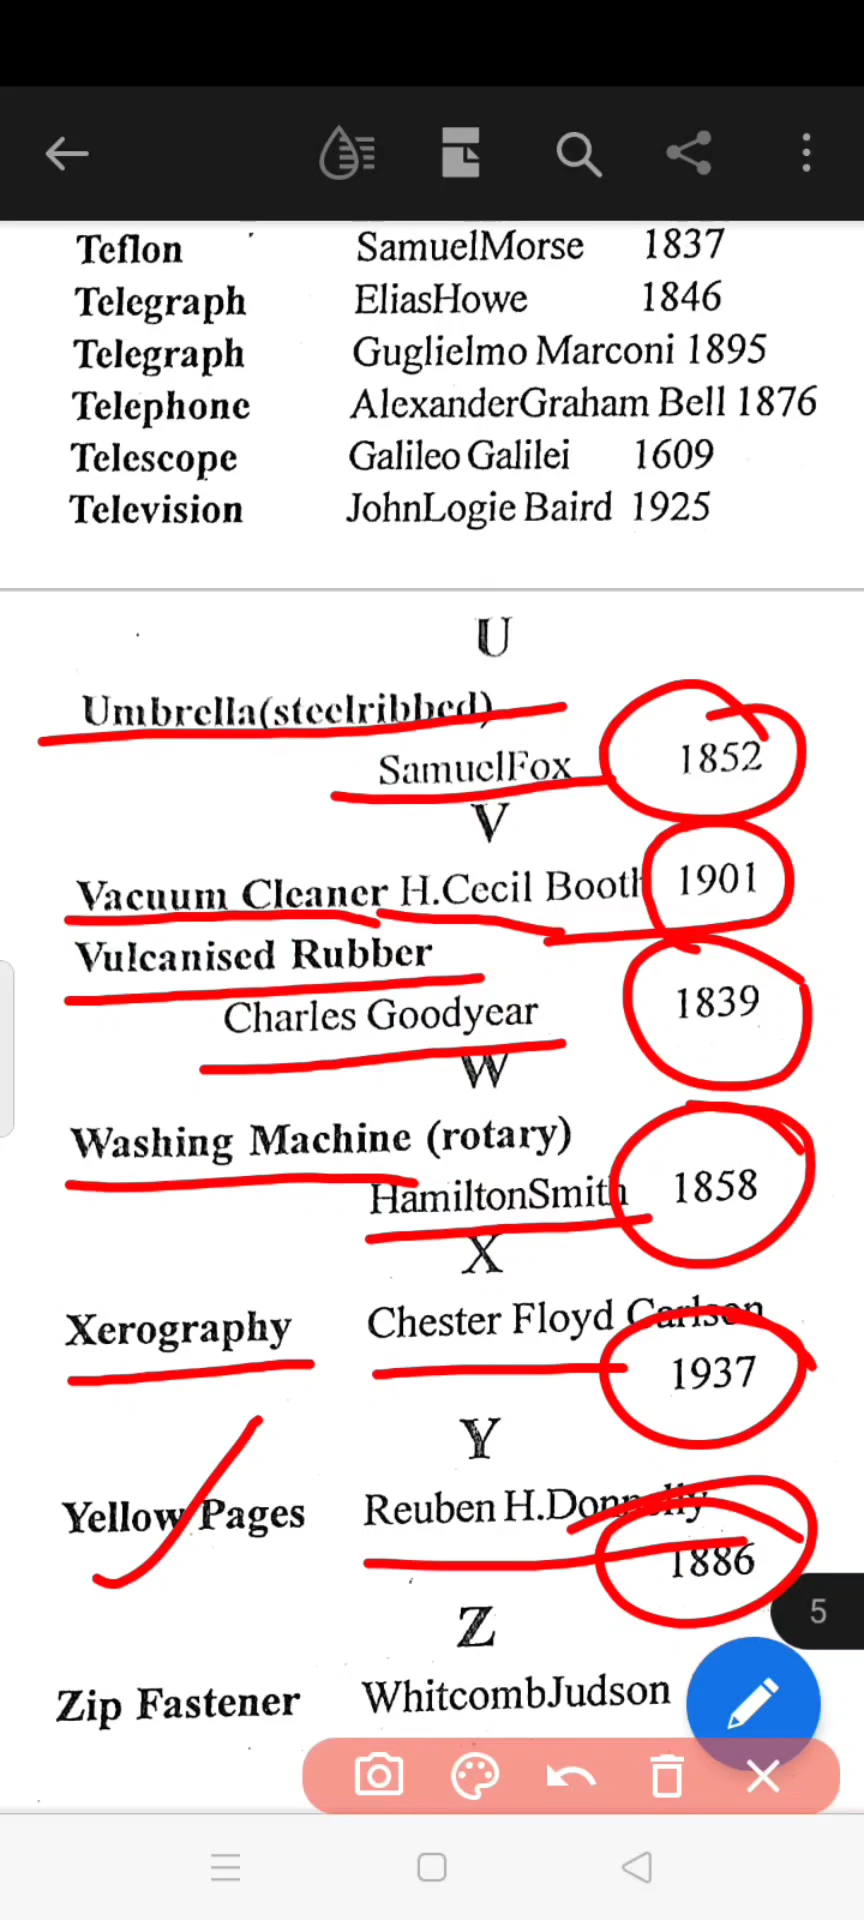 Teflon SamuelMorse 1837
Telegraph EliasHowe 1846
Telegraph Guglielmo Marconi 1895
Telephone AlexanderGraham Bell 1876
Telescope Galileo Galilei 1609
Television JohnLogie Baird 1925
U
Umbrella(steelribbed)
SamuelFox 1852
V
Vacuum Cleaner H.Cecil Booth 1901
Vulcanised Rubber
Charles Goodyear 1839
W
Washing Machine (rotary)
HamiltonSmith 1858
X
Xerography Chester Floyd Carlson
1937
Y
Yellow Pages Reuben H.Donnelly
1886
5
Z
Zip Fastener WhitcombJudson